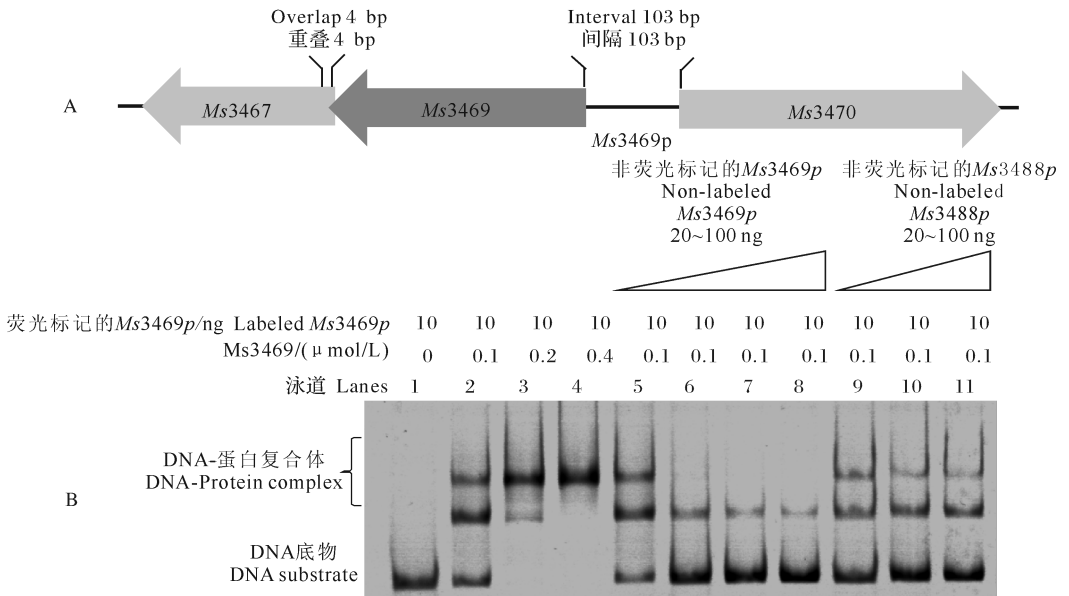 Overlap 4 bp
重叠 4 bp
Interval 103 bp
间隔 103 bp
A
Ms3467
Ms3469
Ms3470
Ms3469p
非荧光标记的Ms3469p
Non-labeled
Ms3469p
20~100 ng
非荧光标记的Ms3488p
Non-labeled
Ms3488p
20~100 ng
荧光标记的Ms3469p/ng Labeled Ms3469p 10 10 10 10 10 10 10 10 10 10 10
Ms3469/(μmol/L) 0 0.1 0.2 0.4 0.1 0.1 0.1 0.1 0.1 0.1 0.1
泳道 Lanes 1 2 3 4 5 6 7 8 9 10 11
DNA-蛋白复合体
DNA-Protein complex
B
DNA底物
DNA substrate